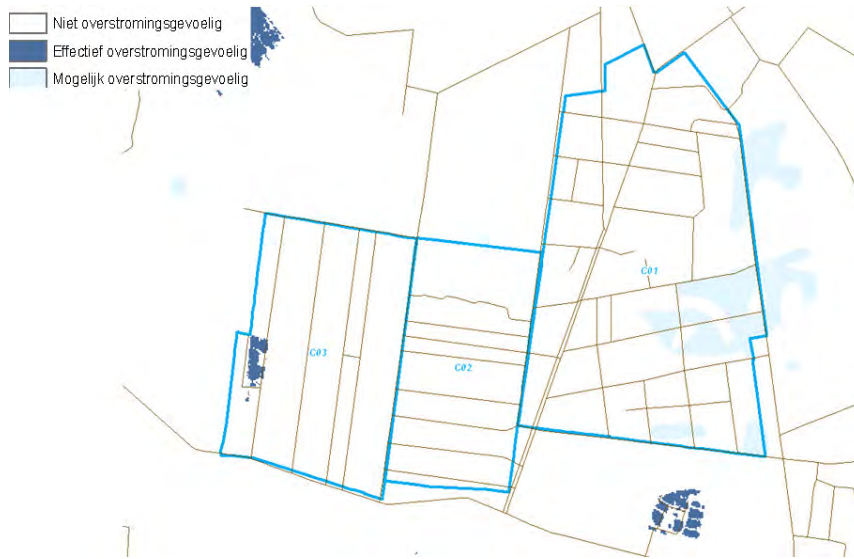 Niet overstromingsgevoelig
Effectief overstromingsgevoelig
Mogelijk overstromingsgevoelig
C01
C03
C02